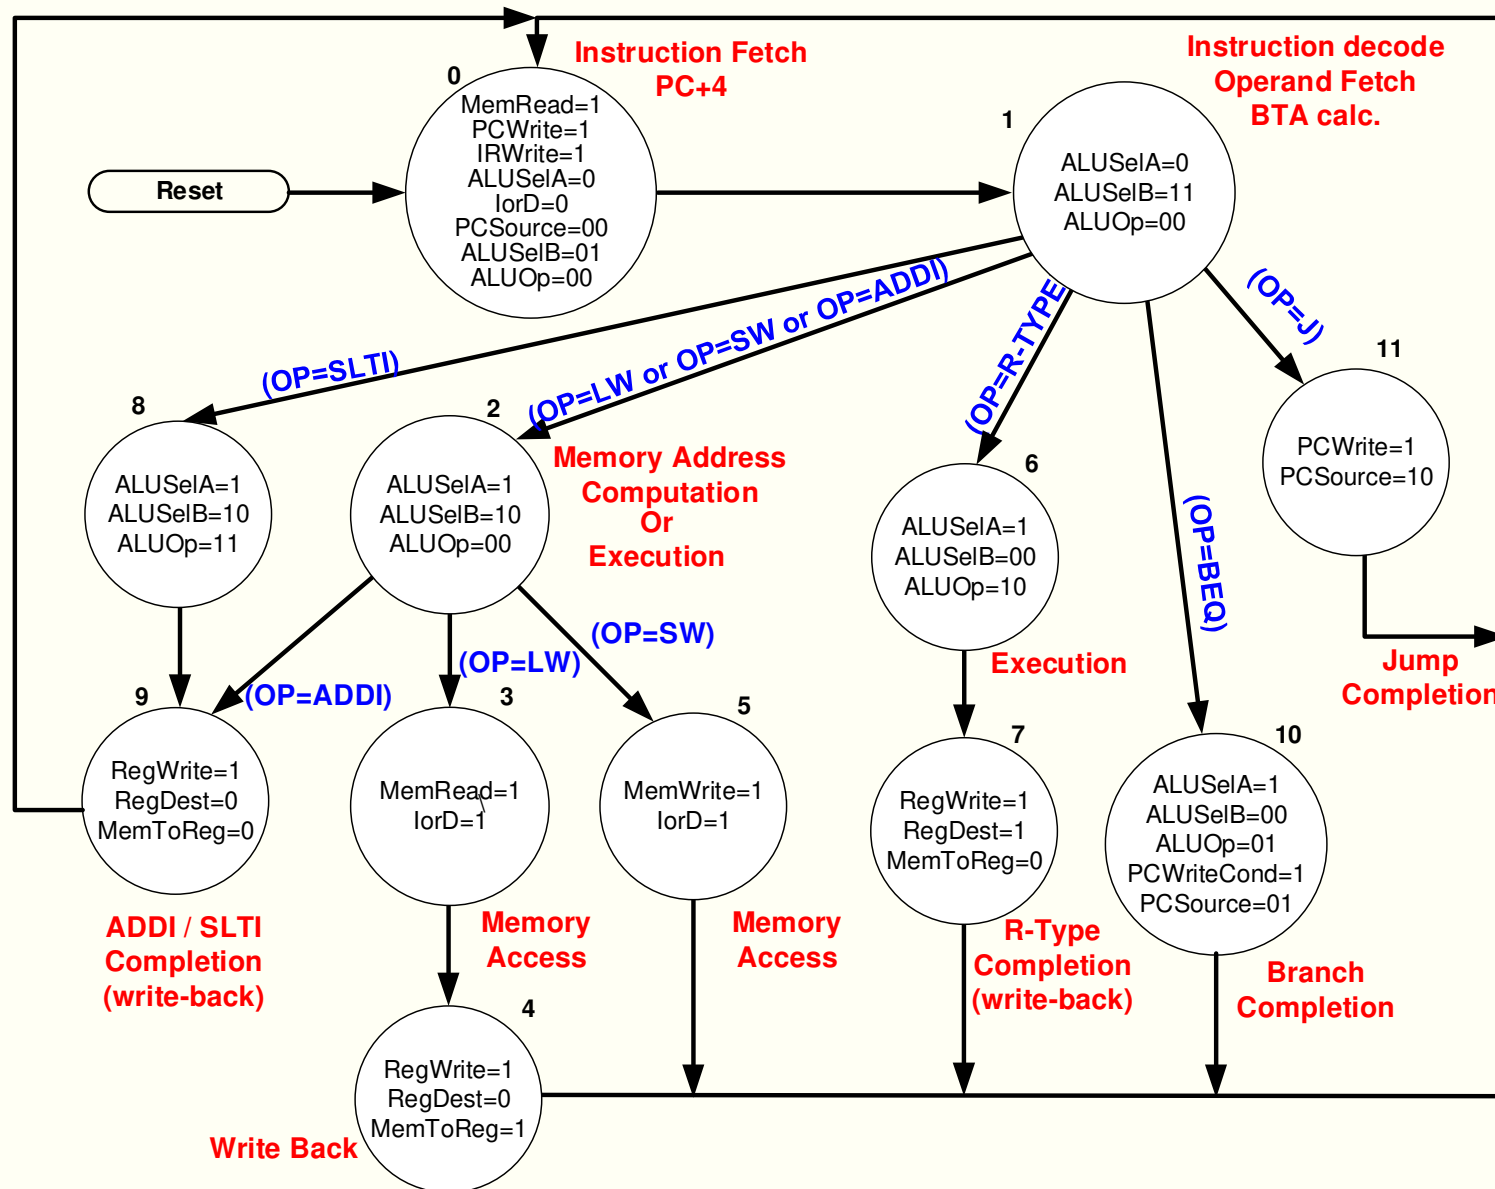 Instruction Fetch
PC+4
Instruction decode
Operand Fetch
BTA calc.
0
MemRead=1
PCWrite=1
IRWrite=1
ALUSelA=0
IorD=0
PCSource=00
ALUSelB=01
ALUOp=00
1
ALUSelA=0
ALUSelB=11
ALUOp=00
Reset
(OP=SLTI)
(OP=LW or OP=SW or OP=ADDI)
(OP=R-TYPE
(OP=J)
(OP=BEQ)
8
ALUSelA=1
ALUSelB=10
ALUOp=11
2
ALUSelA=1
ALUSelB=10
ALUOp=00
Memory Address
Computation
Or
Execution
6
ALUSelA=1
ALUSelB=00
ALUOp=10
Execution
11
PCWrite=1
PCSource=10
Jump
Completion
(OP=ADDI)
(OP=LW)
(OP=SW)
9
RegWrite=1
RegDest=0
MemToReg=0
ADDI / SLTI
Completion
(write-back)
3
MemRead=1
IorD=1
Memory
Access
5
MemWrite=1
IorD=1
Memory
Access
7
RegWrite=1
RegDest=1
MemToReg=0
R-Type
Completion
(write-back)
10
ALUSelA=1
ALUSelB=00
ALUOp=01
PCWriteCond=1
PCSource=01
Branch
Completion
4
RegWrite=1
RegDest=0
MemToReg=1
Write Back